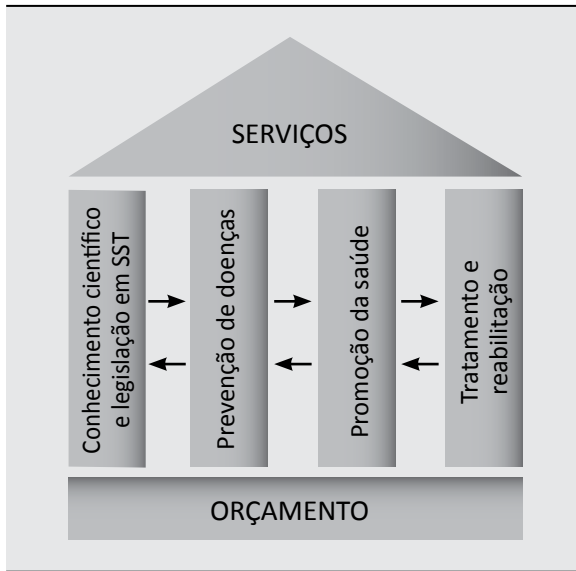 SERVIÇOS
Conhecimento científico
e legislação em SST
Prevenção de doenças
Promoção da saúde
Tratamento e
reabilitação
ORÇAMENTO